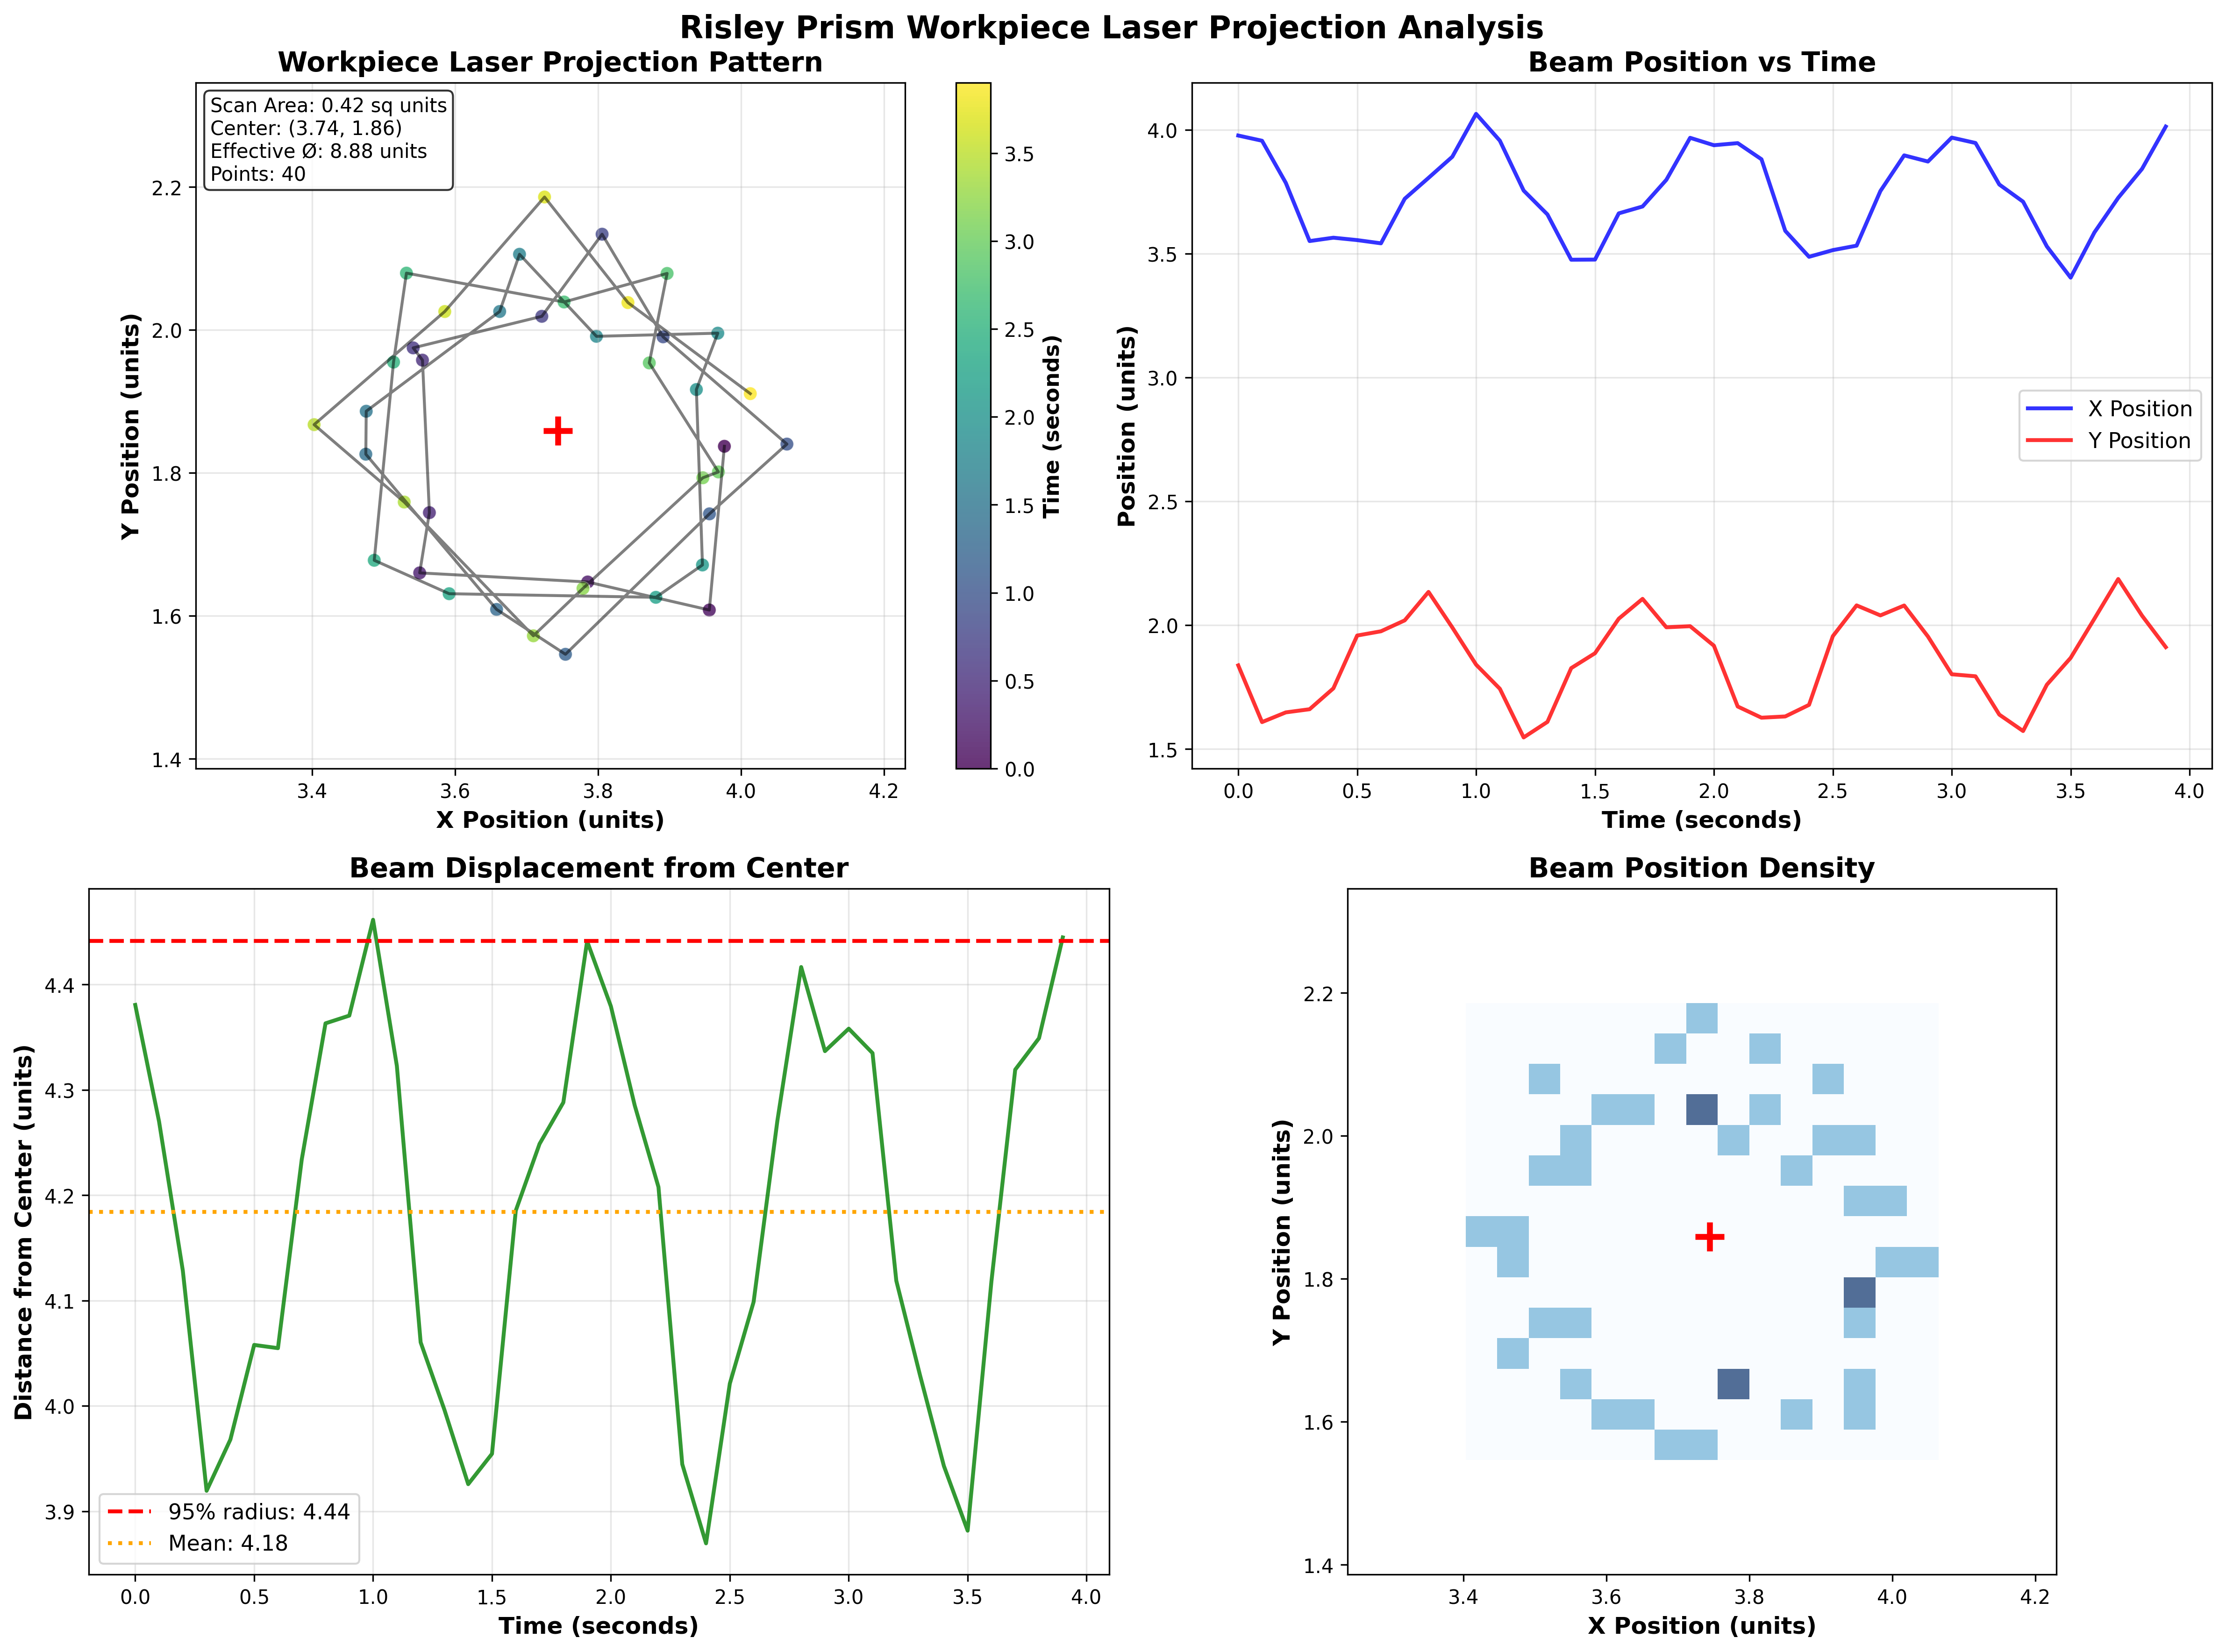 Risley Prism Workpiece Laser Projection Analysis
Workpiece Laser Projection Pattern
Scan Area: 0.42 sq units
Center: (3.74, 1.86)
Effective Ø: 8.88 units
Points: 40
2.2
2.0
1.8
1.6
1.4
Y Position (units)
3.4 3.6 3.8 4.0 4.2
X Position (units)
3.5
3.0
2.5
2.0
1.5
1.0
0.5
0.0
Time (seconds)
Beam Position vs Time
4.0
3.5
3.0
2.5
2.0
1.5
Position (units)
X Position
Y Position
0.0 0.5 1.0 1.5 2.0 2.5 3.0 3.5 4.0
Time (seconds)
Beam Displacement from Center
4.4
4.3
4.2
4.1
4.0
3.9
Distance from Center (units)
95% radius: 4.44
Mean: 4.18
0.0 0.5 1.0 1.5 2.0 2.5 3.0 3.5 4.0
Time (seconds)
Beam Position Density
2.2
2.0
1.8
1.6
1.4
Y Position (units)
3.4 3.6 3.8 4.0 4.2
X Position (units)